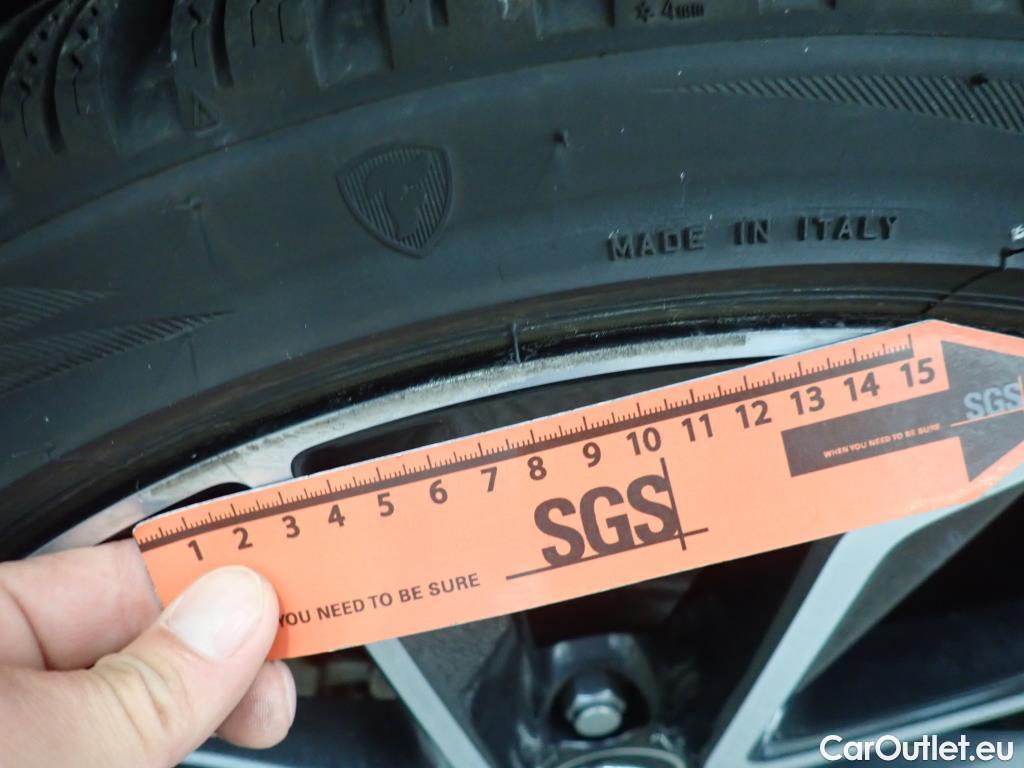 4mm
MADE IN ITALY
1 2 3 4 5 6 7 8 9 10 11 12 13 14 15
SGS
WHEN YOU NEED TO BE SURE
SGS
YOU NEED TO BE SURE
CarOutlet.eu